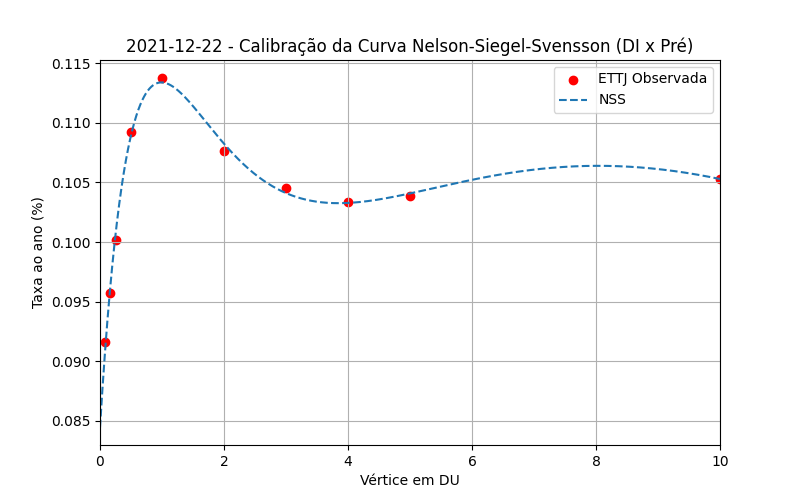 2021-12-22 - Calibração da Curva Nelson-Siegel-Svensson (DI x Pré)
ETTJ Observada
NSS
Taxa ao ano (%)
0.115
0.110
0.105
0.100
0.095
0.090
0.085
0 2 4 6 8 10
Vértice em DU